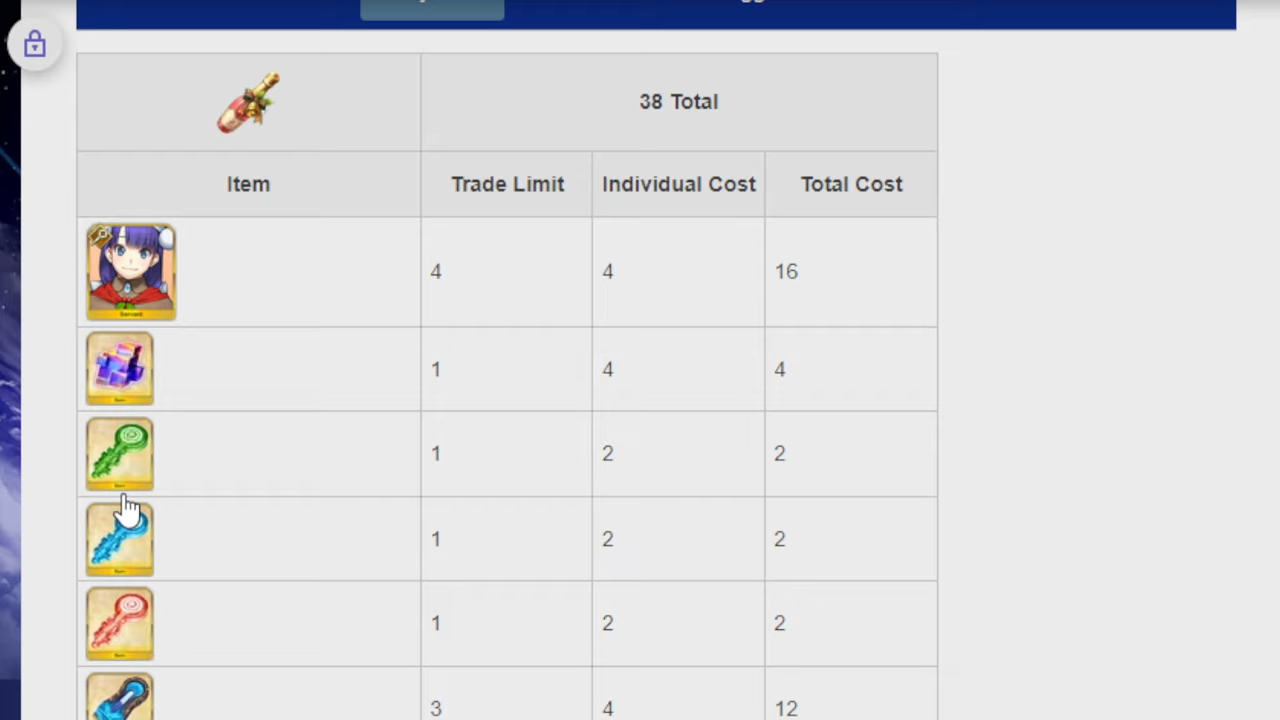 38 Total
Item Trade Limit Individual Cost Total Cost
Servant
4 4 16
1 4 4
1 2 2
1 2 2
1 2 2
3 4 12